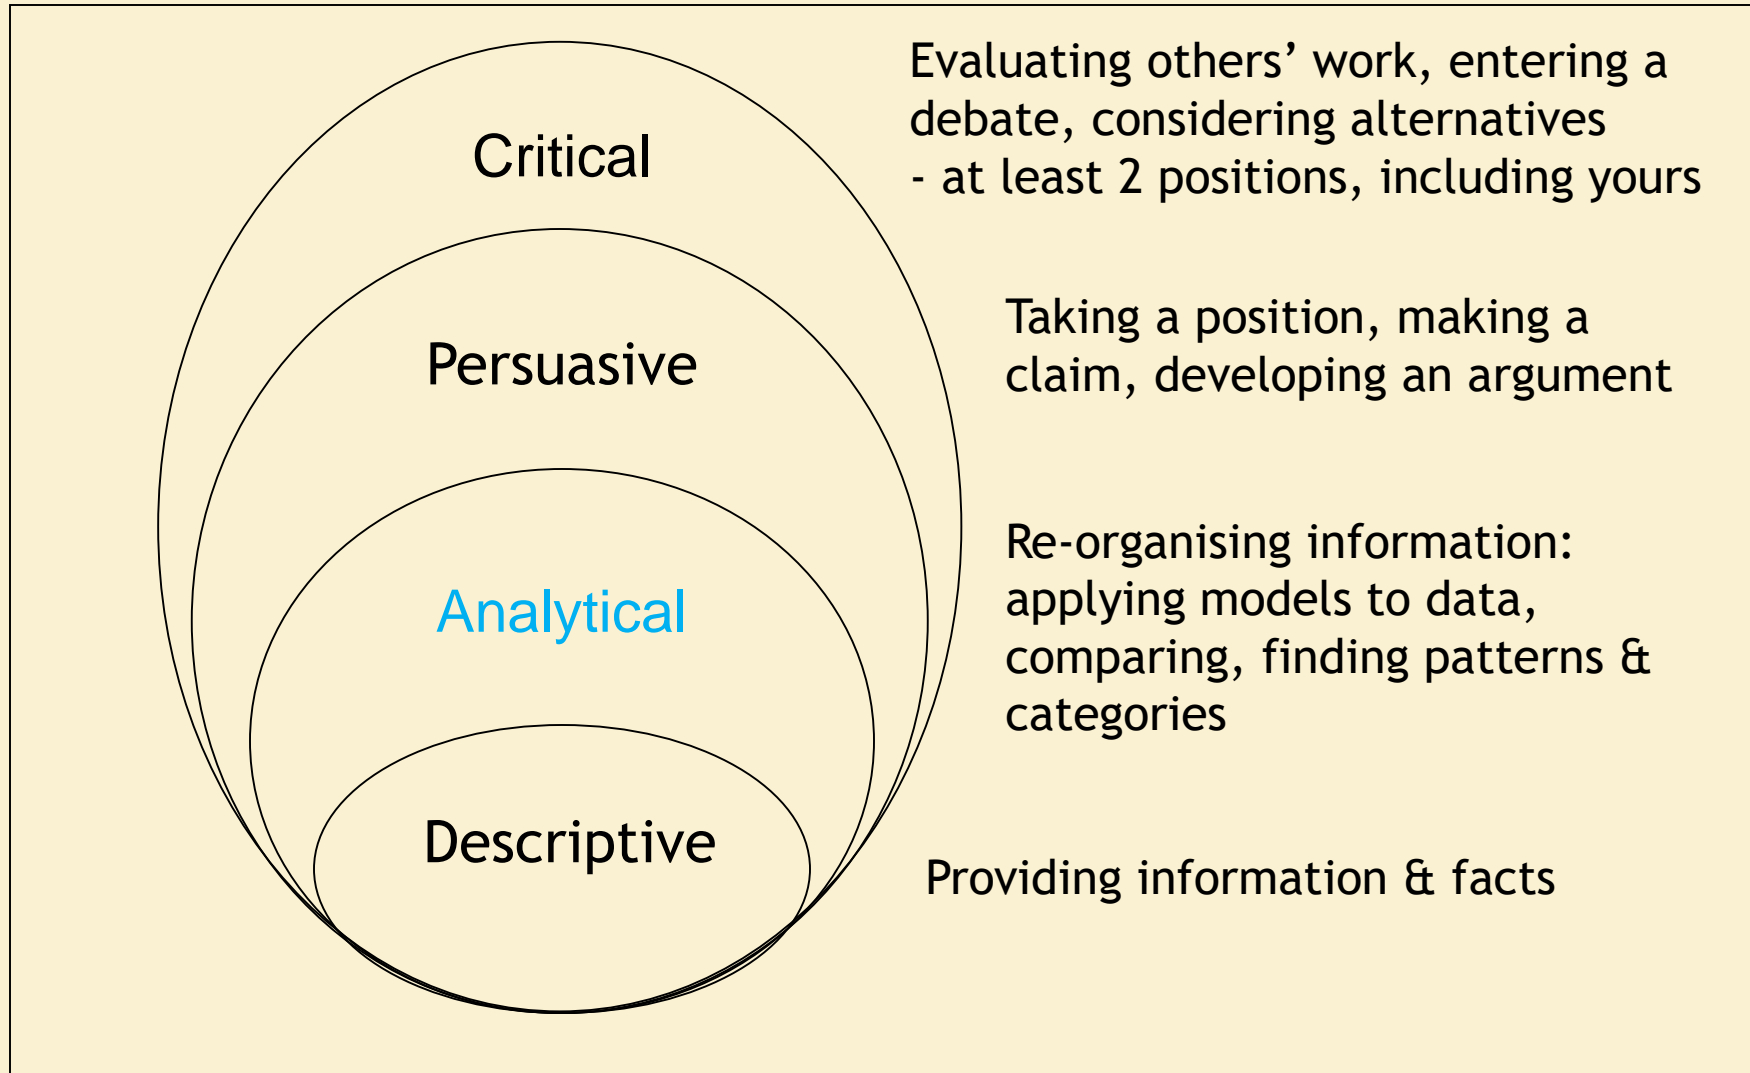 Critical
Evaluating others’ work, entering a
debate, considering alternatives
- at least 2 positions, including yours
Persuasive
Taking a position, making a
claim, developing an argument
Analytical
Re-organising information:
applying models to data,
comparing, finding patterns &
categories
Descriptive
Providing information & facts